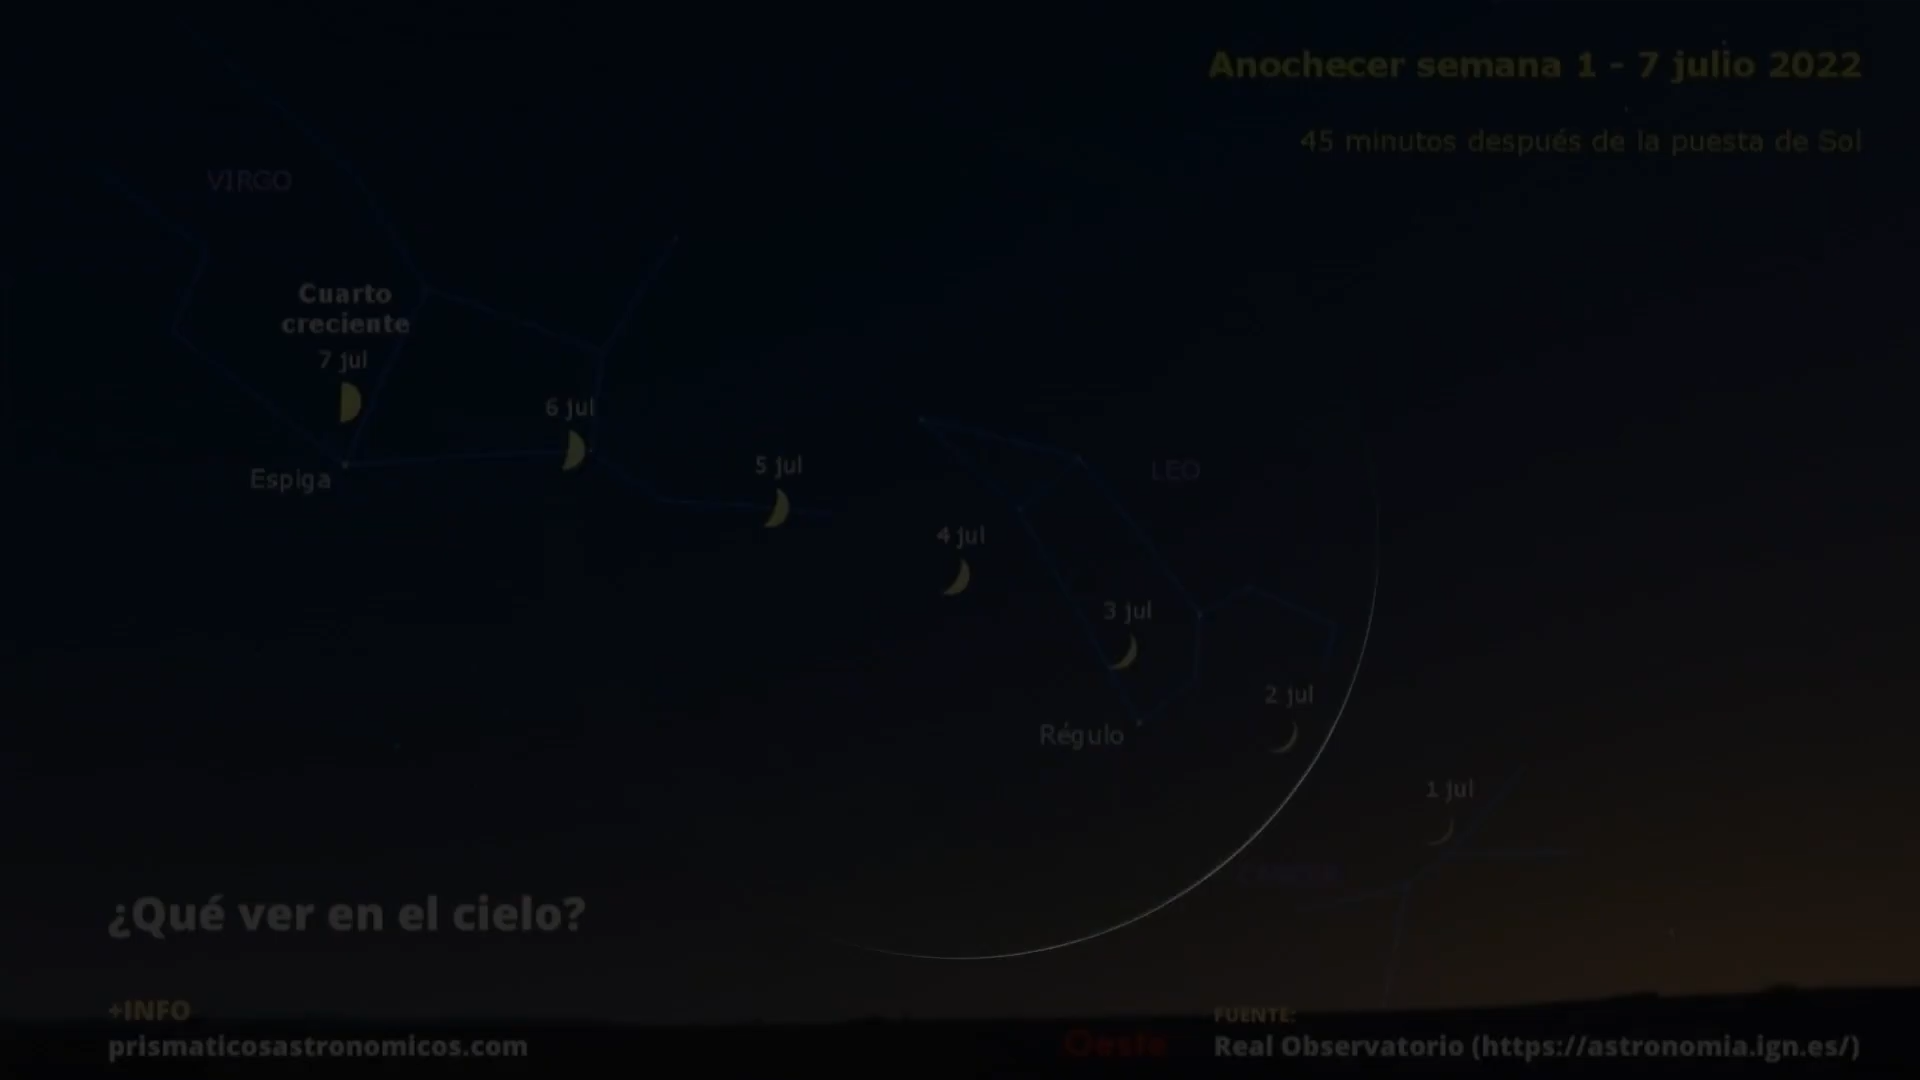 Anochecer semana 1 - 7 julio 2022
45 minutos después de la puesta de Sol
VIRGO
Cuarto
creciente
7 jul
6 jul
Espiga
5 jul
LEO
4 jul
3 jul
2 jul
Régulo
1 jul
¿Qué ver en el cielo?
+INFO
prismaticosastronomicos.com
Oeste
FUENTE:
Real Observatorio (https://astronomia.ign.es/)